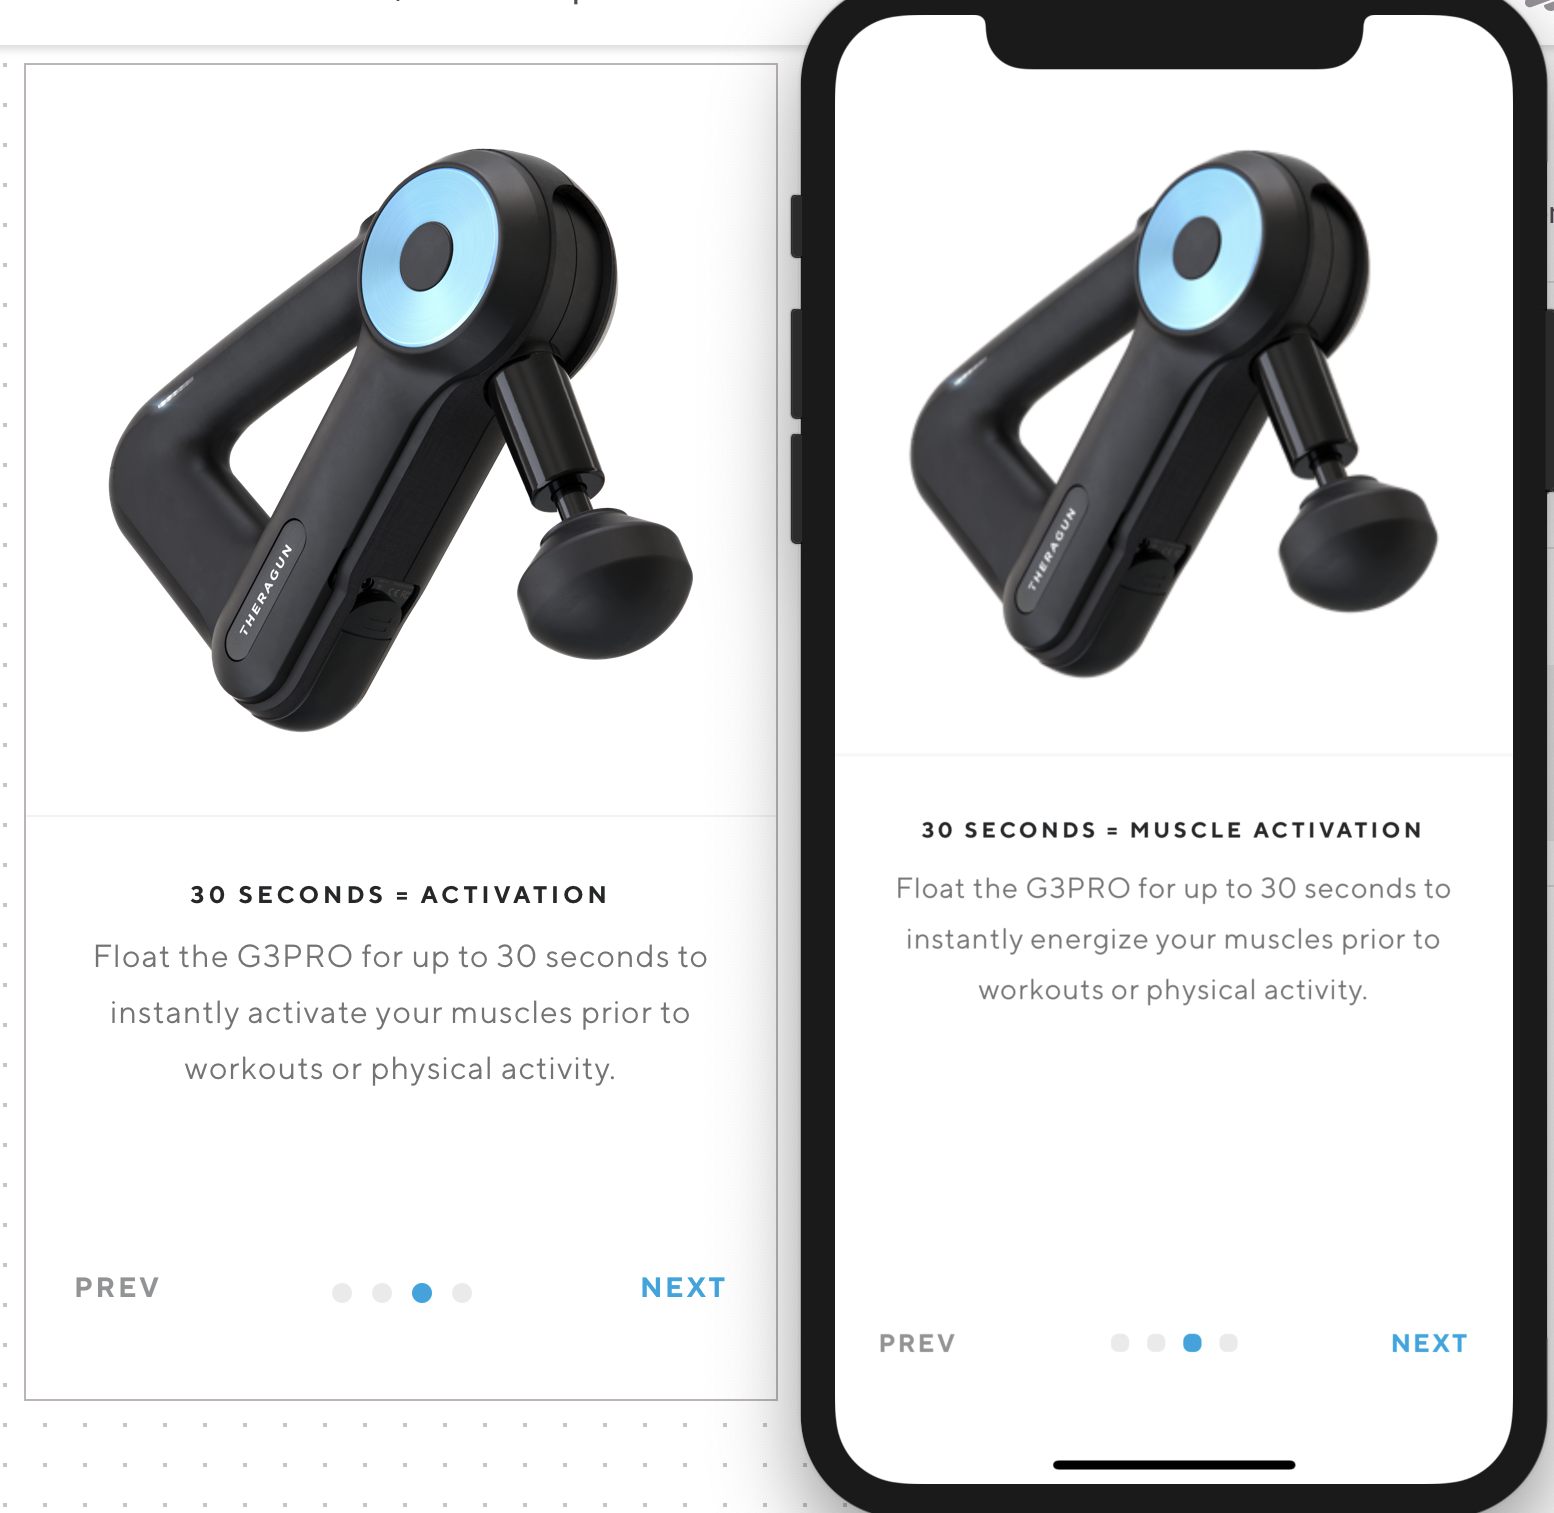 THERAGUN
30 SECONDS = ACTIVATION
Float the G3PRO for up to 30 seconds to
instantly activate your muscles prior to
workouts or physical activity.
PREV
NEXT
THERAGUN
30 SECONDS = MUSCLE ACTIVATION
Float the G3PRO for up to 30 seconds to
instantly energize your muscles prior to
workouts or physical activity.
PREV
NEXT